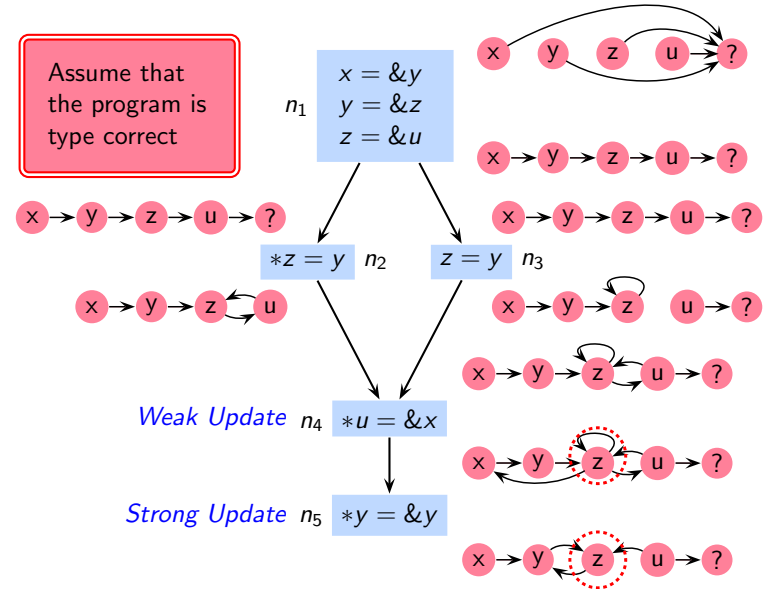 x y z u ?
Assume that
the program is
type correct
n1
x = &y
y = &z
z = &u
x y z u ?
x y z u ?
x y z u ?
*z = y n2
z = y n3
x y z u
x y z u ?
x y z u ?
Weak Update n4 *u = &x
x y z u ?
Strong Update n5 *y = &y
x y z u ?